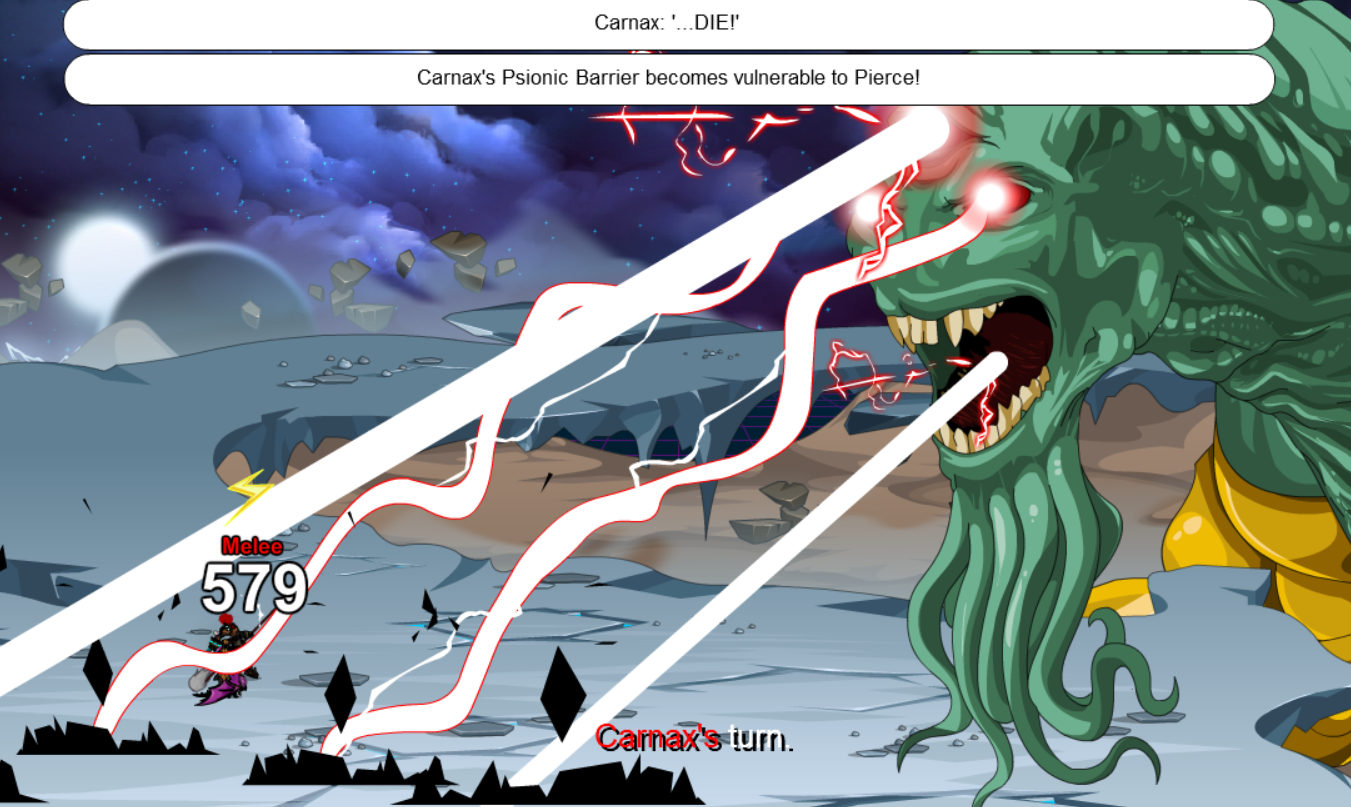 Carnax: '...DIE!'
Carnax's Psionic Barrier becomes vulnerable to Pierce!
Melee
579
Carnax's turn.